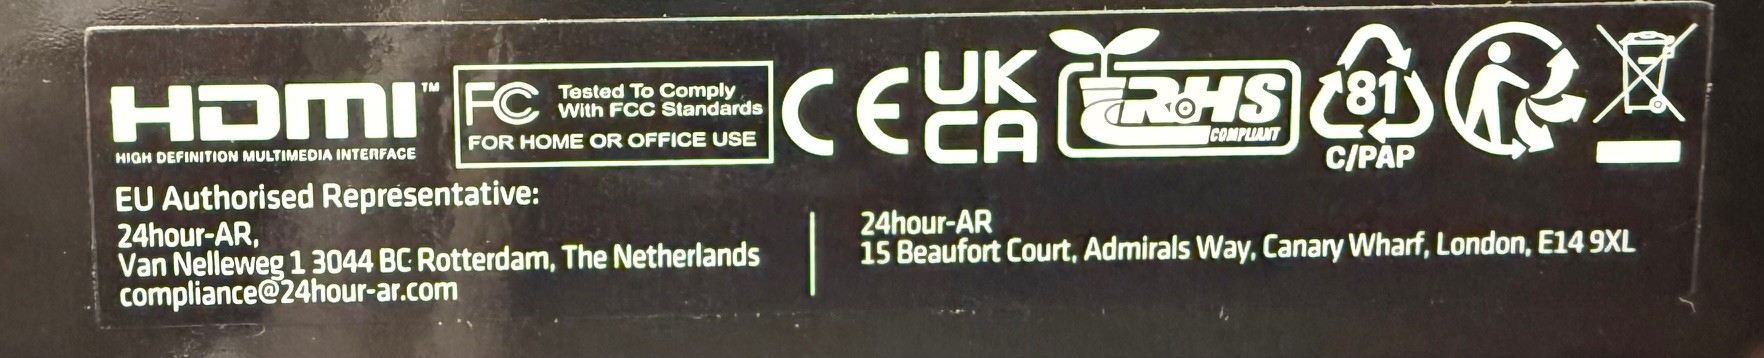 HDMI™
HIGH DEFINITION MULTIMEDIA INTERFACE
FC Tested To Comply
With FCC Standards
FOR HOME OR OFFICE USE
CE
UK
CA
RoHS
COMPLIANT
81
C/PAP
EU Authorised Representative:
24hour-AR,
Van Nelleweg 1 3044 BC Rotterdam, The Netherlands
compliance@24hour-ar.com
24hour-AR
15 Beaufort Court, Admirals Way, Canary Wharf, London, E14 9XL